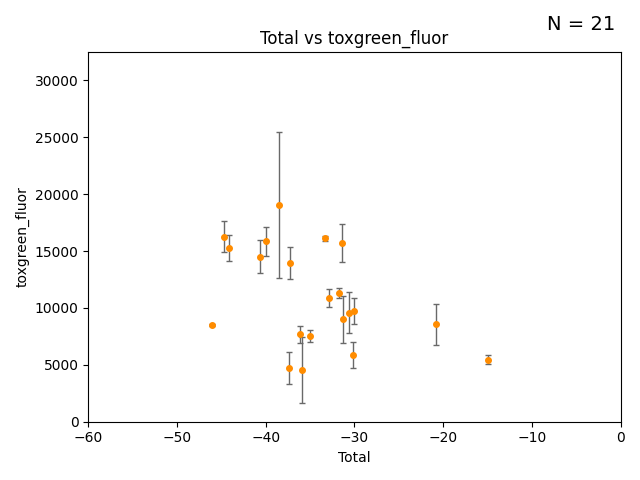 N = 21
Total vs toxgreen_fluor
30000
25000
20000
15000
10000
5000
0
toxgreen_fluor
−60 −50 −40 −30 −20 −10 0
Total